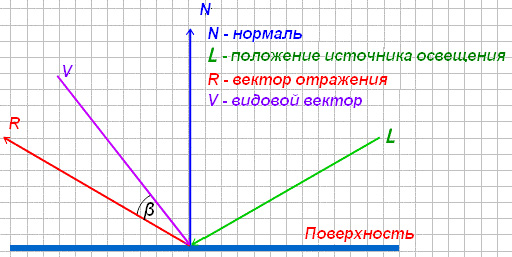 N
N - нормаль
L - положение источника освещения
R - вектор отражения
V - видовой вектор
V
R
L
β
Поверхность